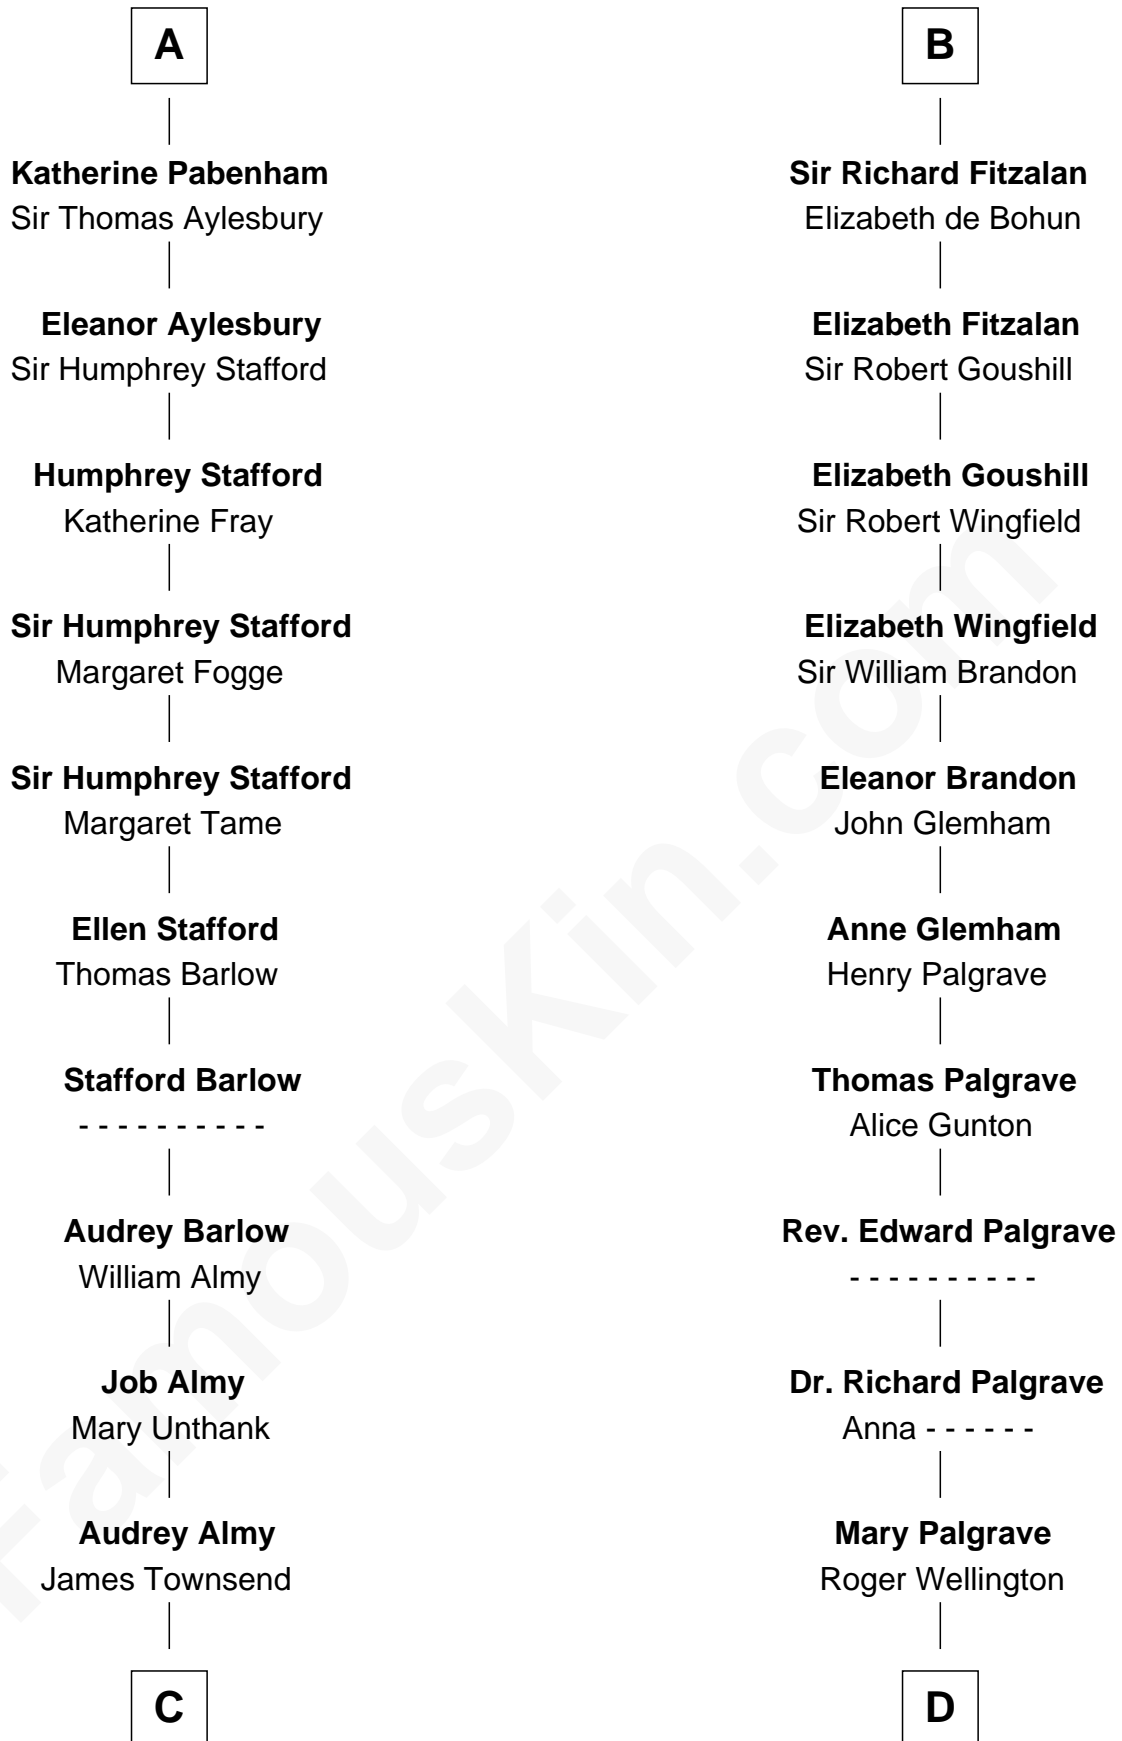 A
Katherine Pabenham
Sir Thomas Aylesbury
Eleanor Aylesbury
Sir Humphrey Stafford
Humphrey Stafford
Katherine Fray
Sir Humphrey Stafford
Margaret Fogge
Sir Humphrey Stafford
Margaret Tame
Ellen Stafford
Thomas Barlow
Stafford Barlow
- - - - - - - - - -
Audrey Barlow
William Almy
Job Almy
Mary Unthank
Audrey Almy
James Townsend
C
B
Sir Richard Fitzalan
Elizabeth de Bohun
Elizabeth Fitzalan
Sir Robert Goushill
Elizabeth Goushill
Sir Robert Wingfield
Elizabeth Wingfield
Sir William Brandon
Eleanor Brandon
John Glemham
Anne Glemham
Henry Palgrave
Thomas Palgrave
Alice Gunton
Rev. Edward Palgrave
- - - - - - - - - -
Dr. Richard Palgrave
Anna - - - - - -
Mary Palgrave
Roger Wellington
D
FamousKin.com